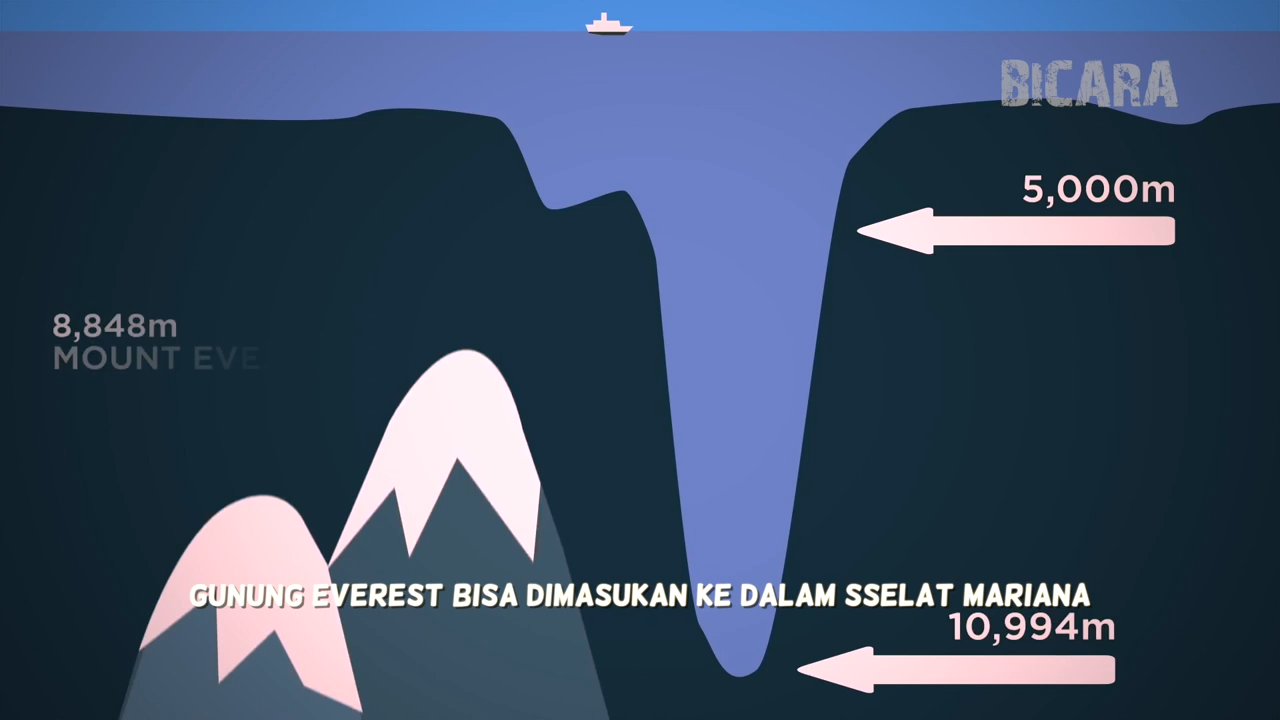 BICARA
5,000m
8,848m
MOUNT EVE
GUNUNG EVEREST BISA DIMASUKAN KE DALAM SSELAT MARIANA
10,994m